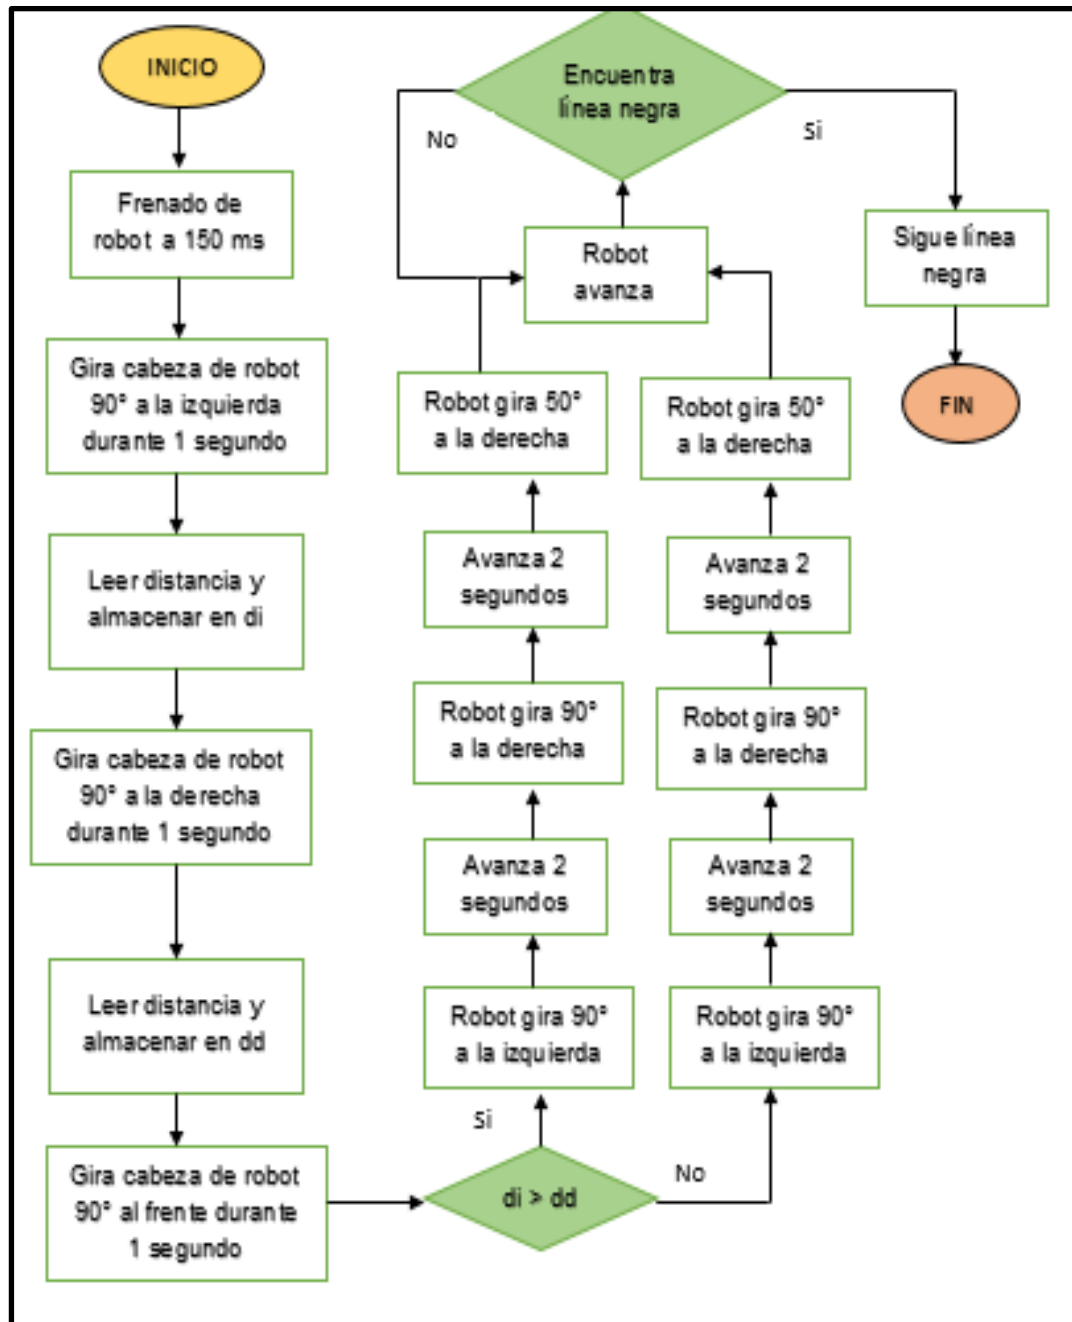 INICIO
Frenado de
robot a 150 ms
Gira cabeza de robot
90° a la izquierda
durante 1 segundo
Leer distancia y
almacenar en di
Gira cabeza de robot
90° a la derecha
durante 1 segundo
Leer distancia y
almacenar en dd
Gira cabeza de robot
90° al frente durante
1 segundo
di > dd
Si
No
Robot gira 90°
a la izquierda
Avanza 2
segundos
Robot gira 90°
a la derecha
Avanza 2
segundos
Robot gira 50°
a la derecha
Robot gira 90°
a la izquierda
Avanza 2
segundos
Robot gira 90°
a la derecha
Avanza 2
segundos
Robot gira 50°
a la derecha
Robot
avanza
Encuentra
línea negra
No
Si
Sigue línea
negra
FIN